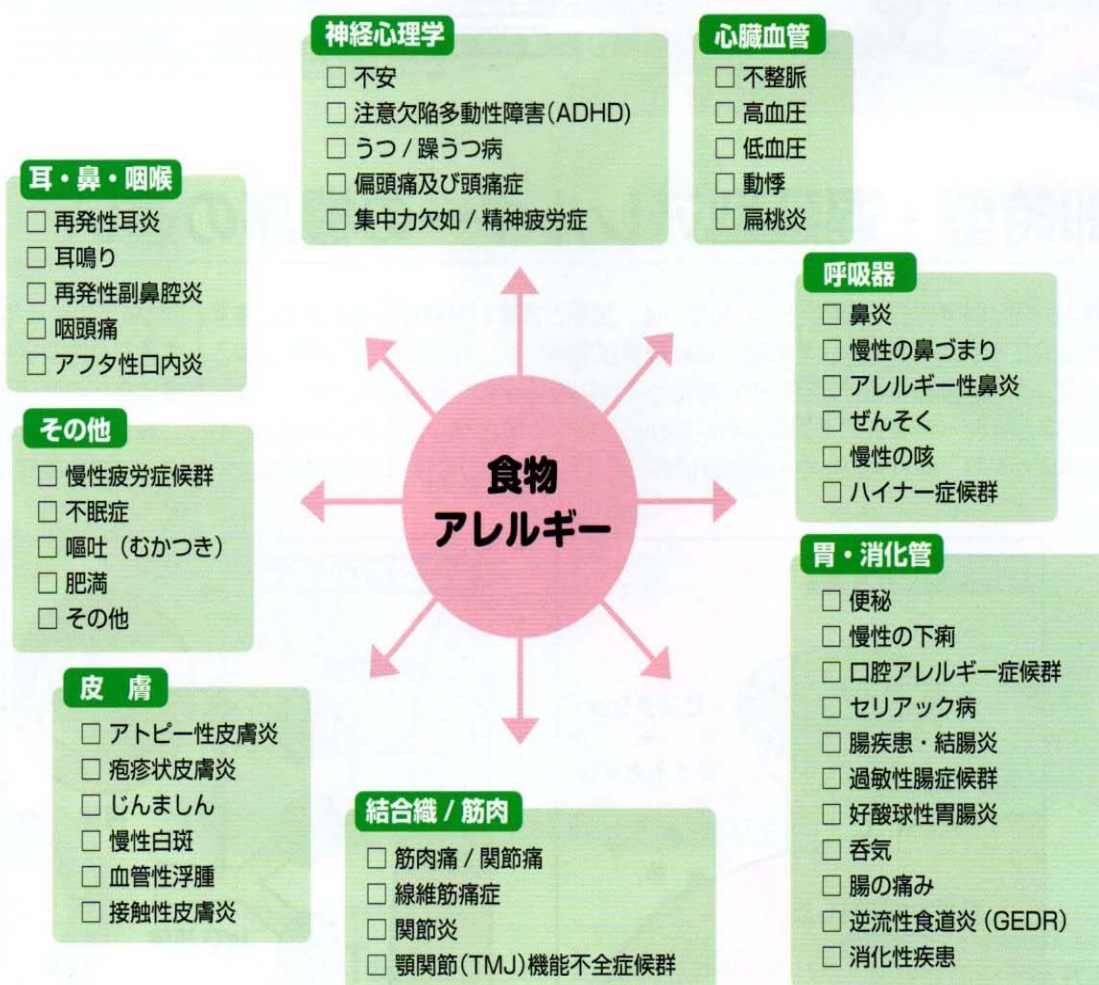 神経心理学
□ 不安
□ 注意欠陥多動性障害(ADHD)
□ うつ / 躁うつ病
□ 偏頭痛及び頭痛症
□ 集中力欠如 / 精神疲労症
心臓血管
□ 不整脈
□ 高血圧
□ 低血圧
□ 動悸
□ 扁桃炎
耳・鼻・咽喉
□ 再発性耳炎
□ 耳鳴り
□ 再発性副鼻腔炎
□ 咽頭痛
□ アフタ性口内炎
呼吸器
□ 鼻炎
□ 慢性の鼻づまり
□ アレルギー性鼻炎
□ ぜんそく
□ 慢性の咳
□ ハイナー症候群
食物
アレルギー
その他
□ 慢性疲労症候群
□ 不眠症
□ 嘔吐（むかつき）
□ 肥満
□ その他
胃・消化管
□ 便秘
□ 慢性の下痢
□ 口腔アレルギー症候群
□ セリアック病
□ 腸疾患・結腸炎
□ 過敏性腸症候群
□ 好酸球性胃腸炎
□ 呑気
□ 腸の痛み
□ 逆流性食道炎 (GEDR)
□ 消化性疾患
皮 膚
□ アトピー性皮膚炎
□ 疱疹状皮膚炎
□ じんましん
□ 慢性白斑
□ 血管性浮腫
□ 接触性皮膚炎
結合織 / 筋肉
□ 筋肉痛 / 関節痛
□ 線維筋痛症
□ 関節炎
□ 顎関節(TMJ)機能不全症候群